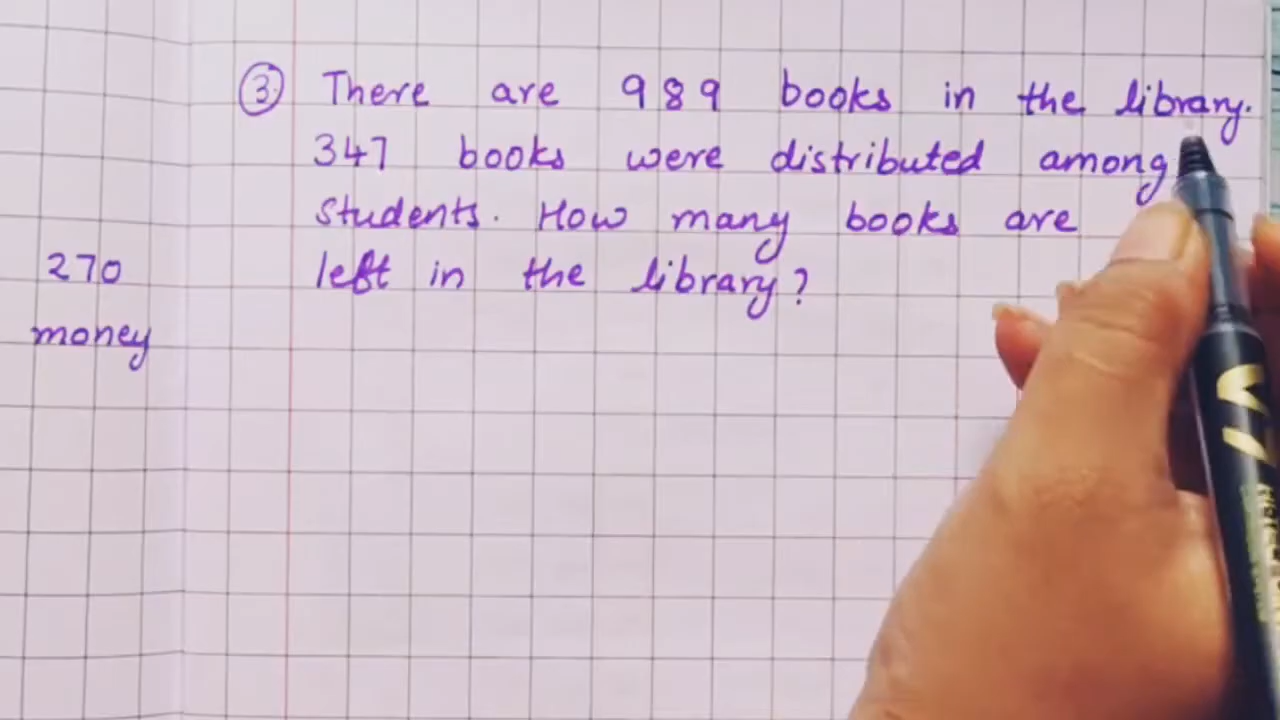 ③ There are 989 books in the library.
347 books were distributed among
students. How many books are
left in the library?
270
money
V7